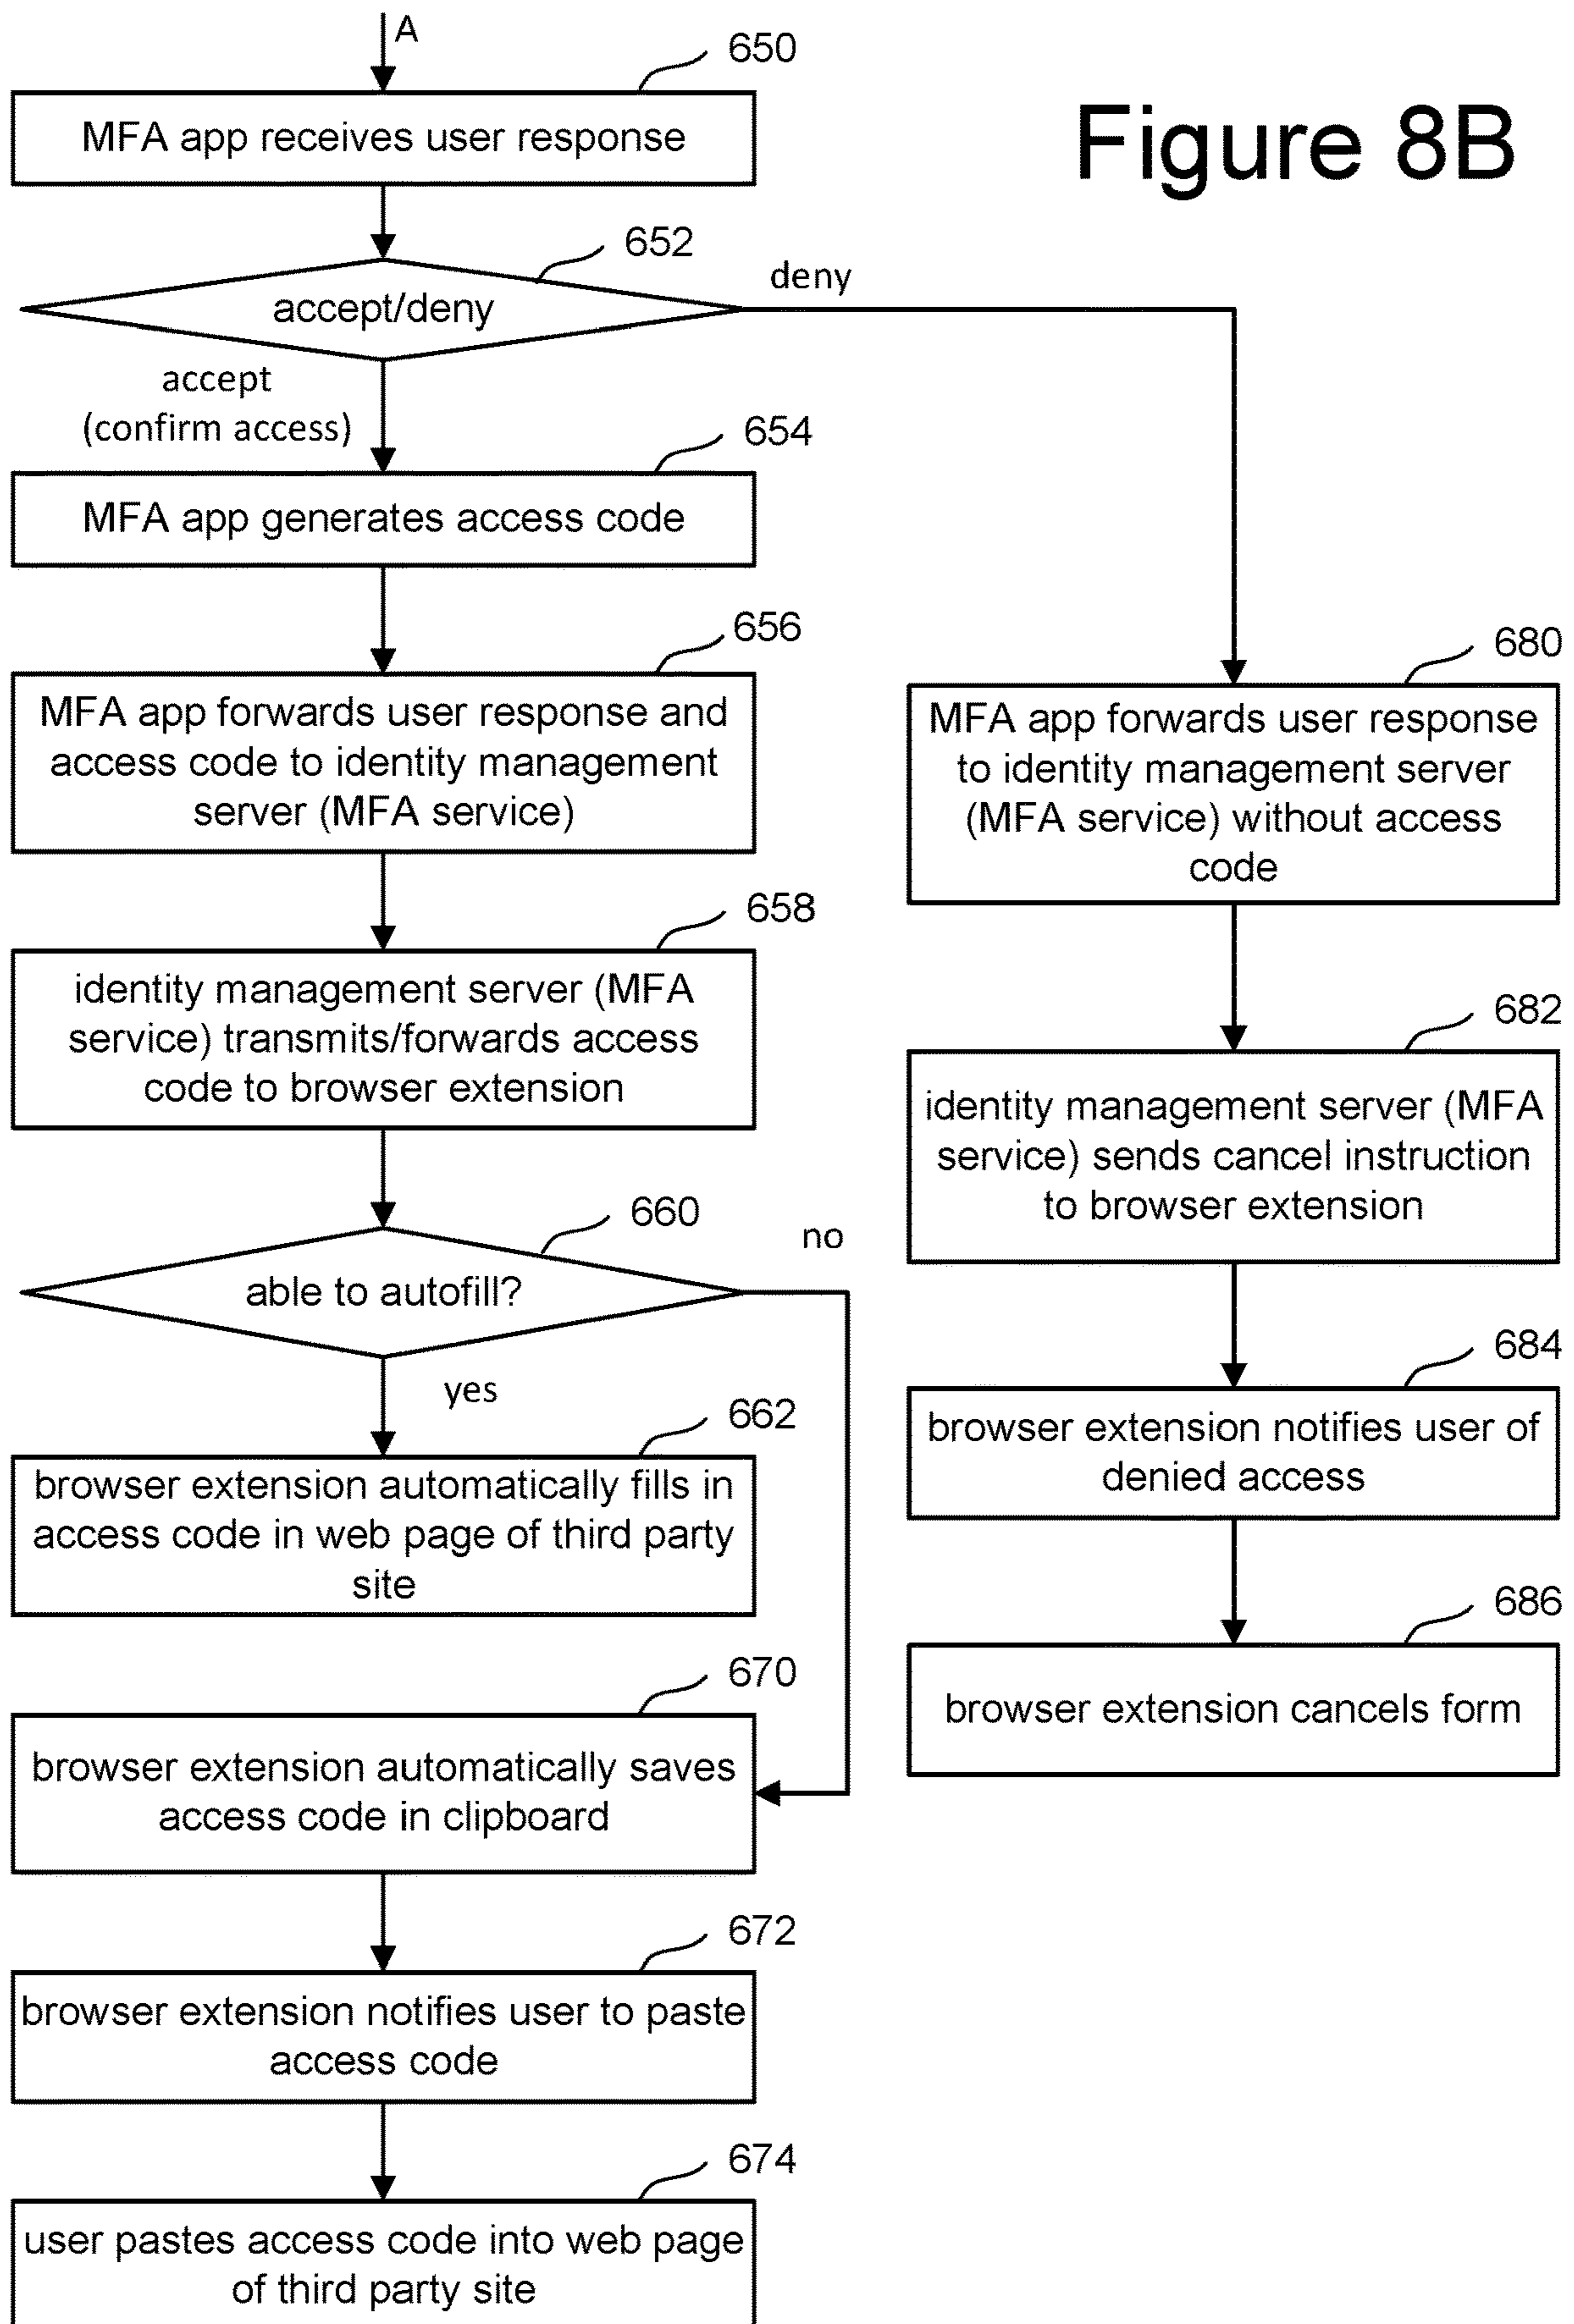 A
650
Figure 8B
MFA app receives user response
652
deny
accept/deny
accept
(confirm access)
654
MFA app generates access code
656
MFA app forwards user response and
access code to identity management
server (MFA service)
658
identity management server (MFA
service) transmits/forwards access
code to browser extension
660
no
able to autofill?
yes
662
browser extension automatically fills in
access code in web page of third party
site
670
browser extension automatically saves
access code in clipboard
672
browser extension notifies user to paste
access code
674
user pastes access code into web page
of third party site
680
MFA app forwards user response
to identity management server
(MFA service) without access
code
682
identity management server (MFA
service) sends cancel instruction
to browser extension
684
browser extension notifies user of
denied access
686
browser extension cancels form